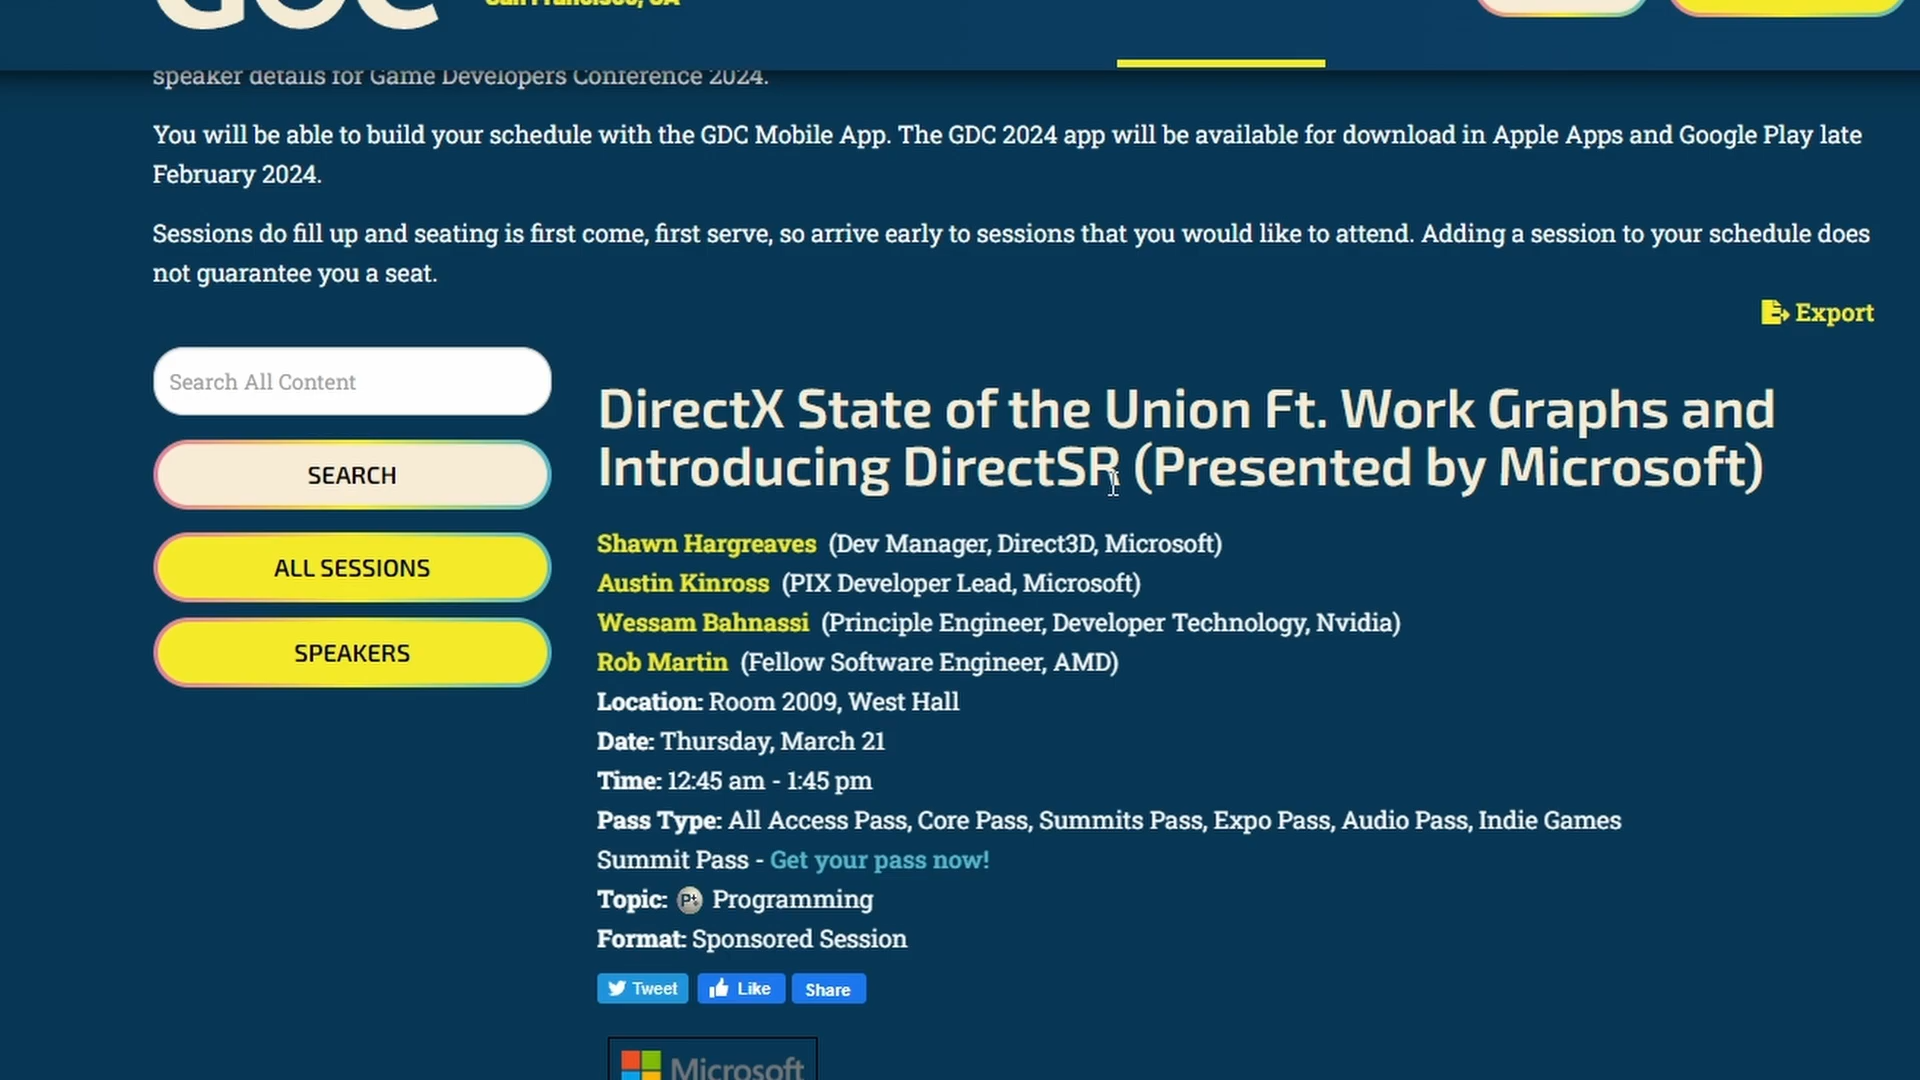 GDC
San Francisco, CA
speaker details for Game Developers Conference 2024.
You will be able to build your schedule with the GDC Mobile App. The GDC 2024 app will be available for download in Apple Apps and Google Play late
February 2024.
Sessions do fill up and seating is first come, first serve, so arrive early to sessions that you would like to attend. Adding a session to your schedule does
not guarantee you a seat.
Export
Search All Content
SEARCH
ALL SESSIONS
SPEAKERS
DirectX State of the Union Ft. Work Graphs and
Introducing DirectSR (Presented by Microsoft)
Shawn Hargreaves (Dev Manager, Direct3D, Microsoft)
Austin Kinross (PIX Developer Lead, Microsoft)
Wessam Bahnassi (Principle Engineer, Developer Technology, Nvidia)
Rob Martin (Fellow Software Engineer, AMD)
Location: Room 2009, West Hall
Date: Thursday, March 21
Time: 12:45 am - 1:45 pm
Pass Type: All Access Pass, Core Pass, Summits Pass, Expo Pass, Audio Pass, Indie Games
Summit Pass - Get your pass now!
Topic: P+ Programming
Format: Sponsored Session
Tweet Like Share
Microsoft